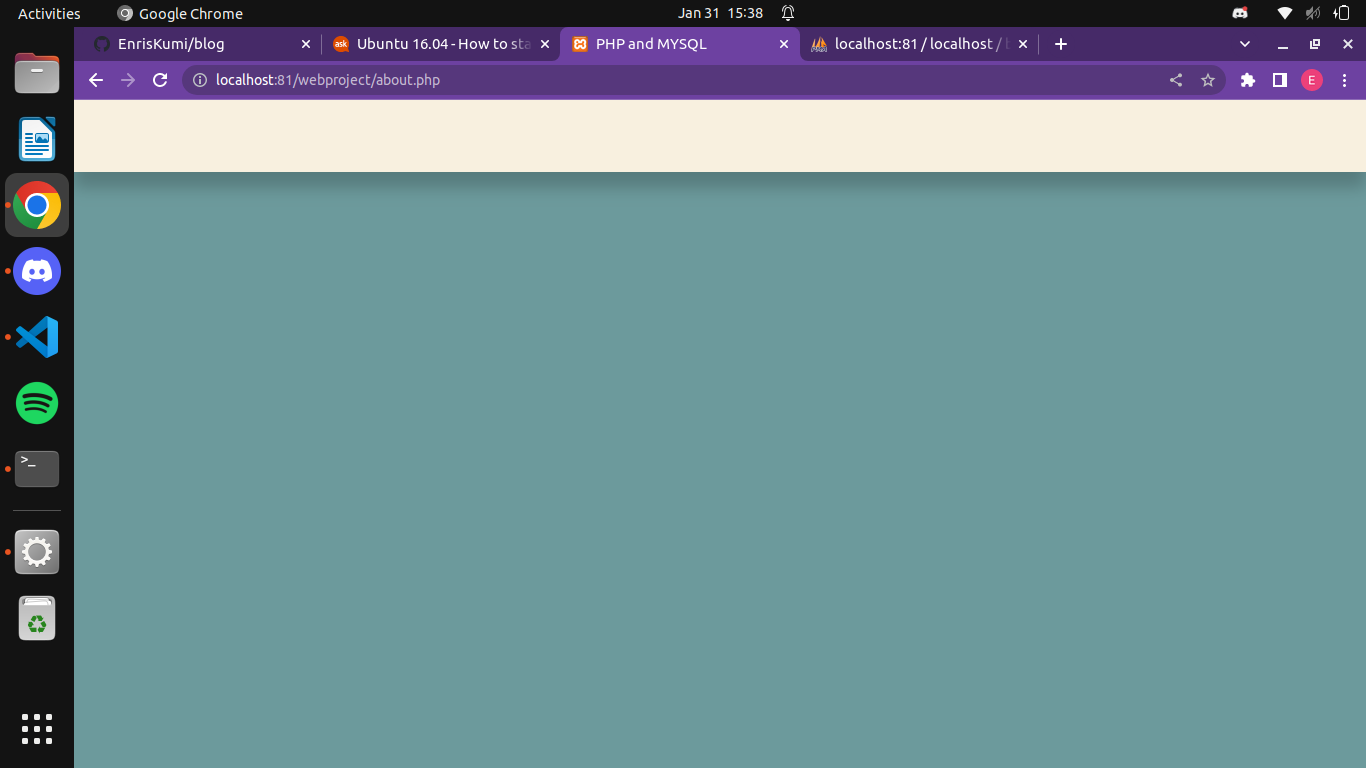 Activities
Google Chrome
Jan 31 15:38
EnrisKumi/blog
ask
Ubuntu 16.04 - How to sta
PHP and MYSQL
localhost:81 / localhost /
localhost:81/webproject/about.php
E
>_